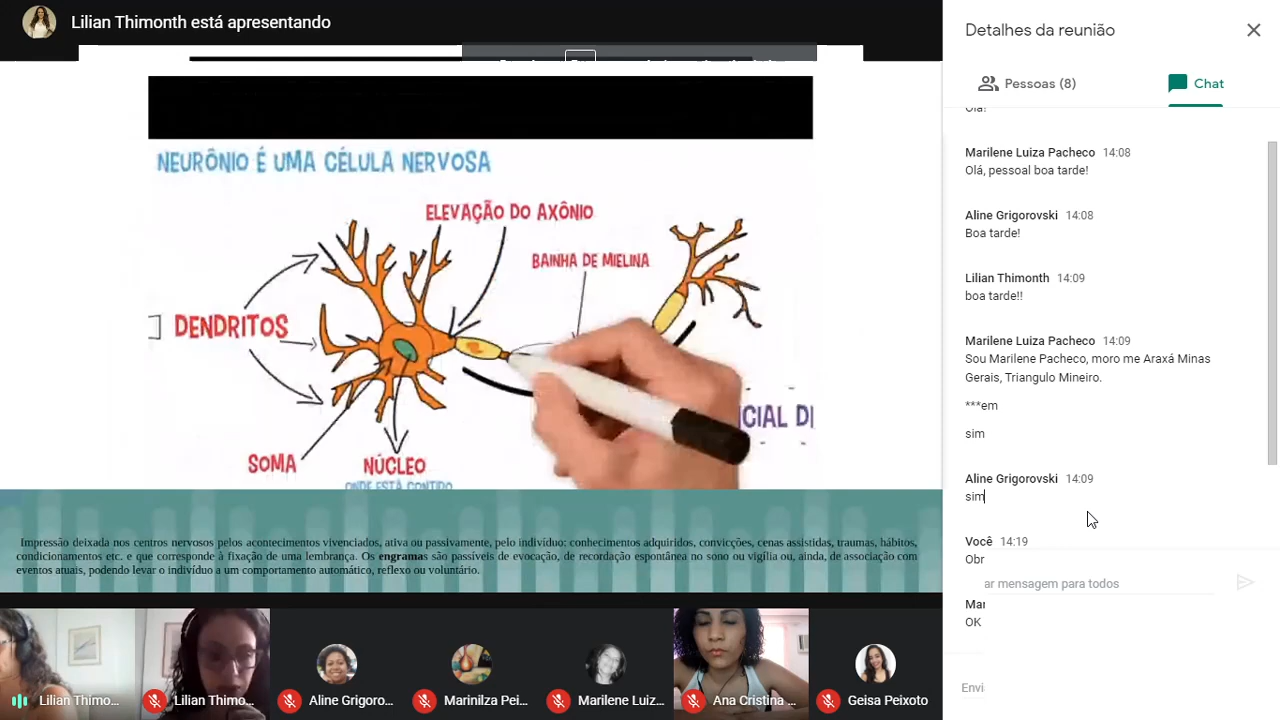 Lilian Thimonth está apresentando
NEURÔNIO É UMA CÉLULA NERVOSA
ELEVAÇÃO DO AXÔNIO
BAINHA DE MIELINA
DENDRITOS
SOMA
NÚCLEO
ONDE ESTÁ CONTIDO
Impressão deixada nos centros nervosos pelos acontecimentos vivenciados, ativa ou passivamente, pelo indivíduo: conhecimentos adquiridos, convicções, cenas assistidas, traumas, hábitos,
condicionamentos etc. e que corresponde à fixação de uma lembrança. Os engramas são passíveis de evocação, de recordação espontânea no sono ou vigília ou, ainda, de associação com
eventos atuais, podendo levar o indivíduo a um comportamento automático, reflexo ou voluntário.
Lilian Thimo...
Lilian Thimo...
Aline Grigoro...
Marinilza Pei...
Marilene Luiz...
Ana Cristina ...
Geisa Peixoto
Detalhes da reunião
Pessoas (8)
Chat
Olá!
Marilene Luiza Pacheco 14:08
Olá, pessoal boa tarde!
Aline Grigorovski 14:08
Boa tarde!
Lilian Thimonth 14:09
boa tarde!!
Marilene Luiza Pacheco 14:09
Sou Marilene Pacheco, moro me Araxá Minas
Gerais, Triangulo Mineiro.
***em
sim
Aline Grigorovski 14:09
sim
Você 14:19
Obr
ar mensagem para todos
Mar
OK
Envi